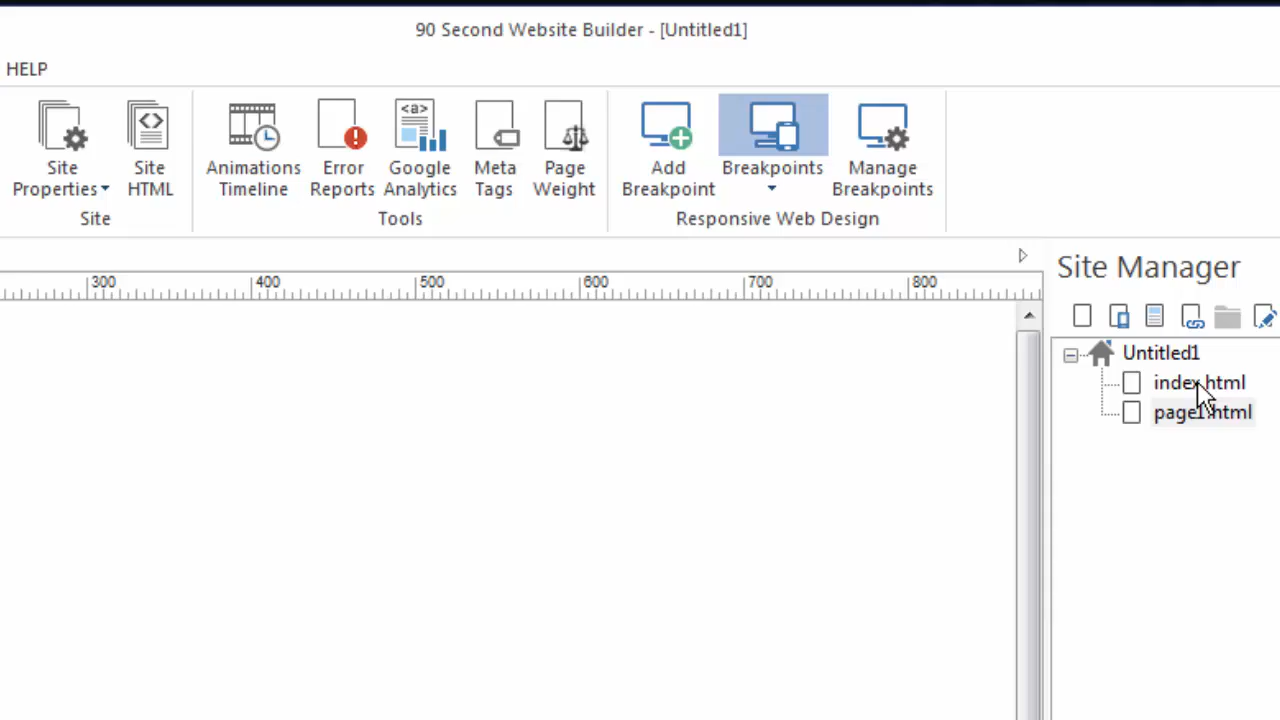 90 Second Website Builder - [Untitled1]
HELP
Site Properties
Site HTML
Animations Timeline
Error Reports
<a>
Google Analytics
Meta Tags
Page Weight
Add Breakpoint
Breakpoints
Manage Breakpoints
Site
Tools
Responsive Web Design
300 400 500 600 700 800
Site Manager
Untitled1
index.html
page1.html